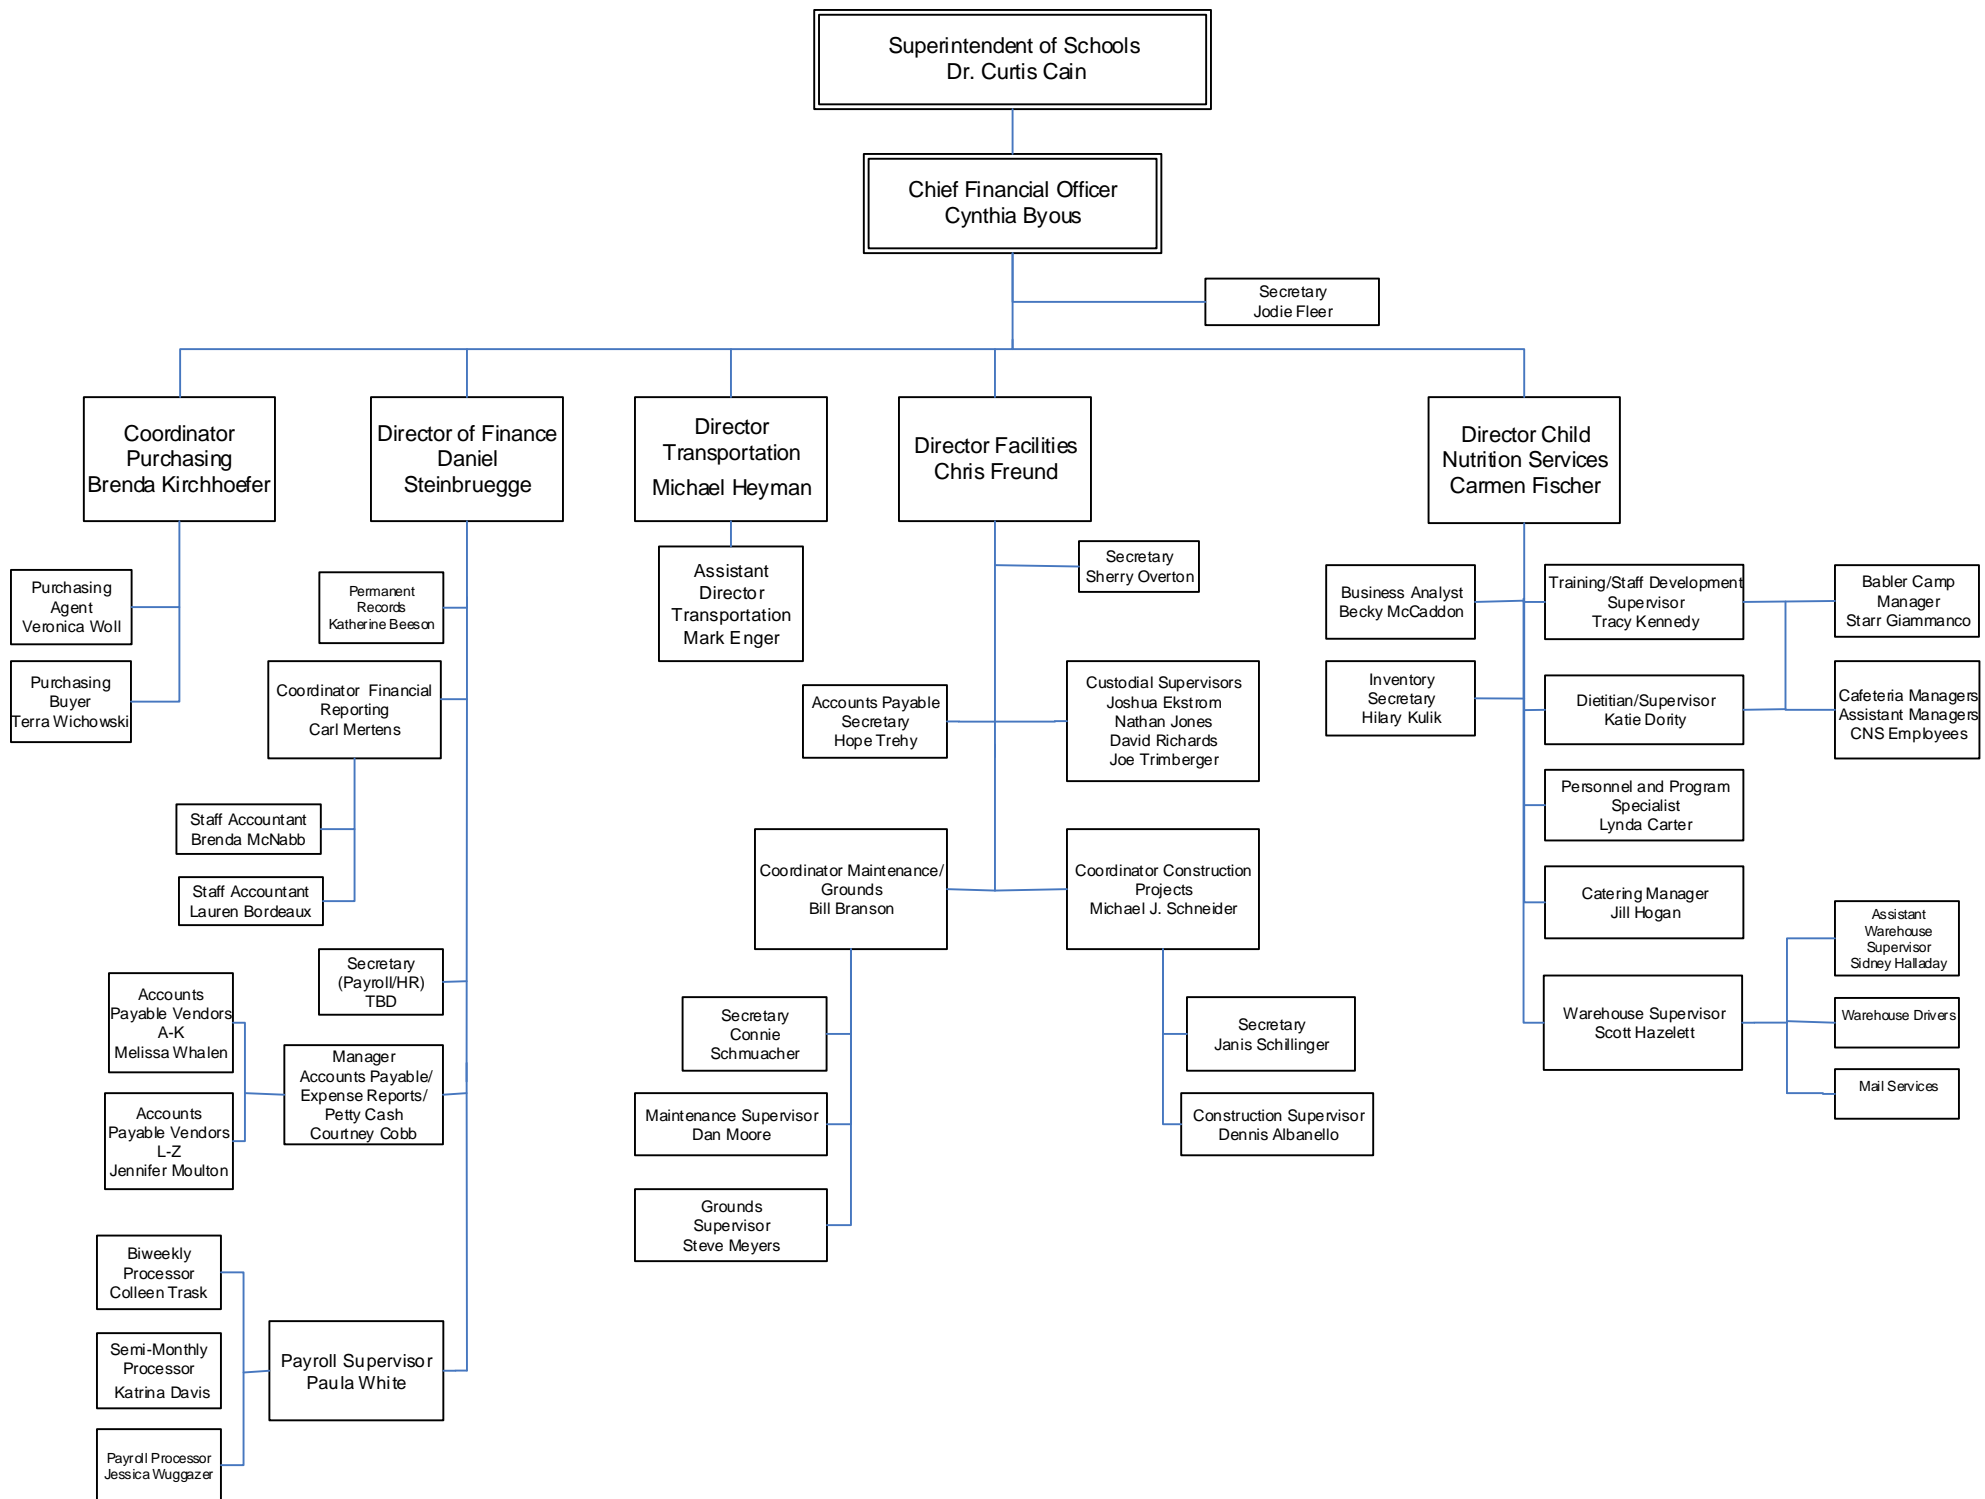 Superintendent of Schools
Dr. Curtis Cain
Chief Financial Officer
Cynthia Byous
Secretary
Jodie Fleer
Coordinator
Purchasing
Brenda Kirchhoefer
Director of Finance
Daniel
Steinbruegge
Director
Transportation
Michael Heyman
Director Facilities
Chris Freund
Director Child
Nutrition Services
Carmen Fischer
Purchasing
Agent
Veronica Woll
Purchasing
Buyer
Terra Wichowski
Permanent
Records
Katherine Beeson
Coordinator Financial
Reporting
Carl Mertens
Staff Accountant
Brenda McNabb
Staff Accountant
Lauren Bordeaux
Secretary
(Payroll/HR)
TBD
Accounts
Payable Vendors
A-K
Melissa Whalen
Accounts
Payable Vendors
L-Z
Jennifer Moulton
Manager
Accounts Payable/
Expense Reports/
Petty Cash
Courtney Cobb
Biweekly
Processor
Colleen Trask
Semi-Monthly
Processor
Katrina Davis
Payroll Processor
Jessica Wuggazer
Payroll Supervisor
Paula White
Assistant
Director
Transportation
Mark Enger
Secretary
Sherry Overton
Accounts Payable
Secretary
Hope Trehy
Custodial Supervisors
Joshua Ekstrom
Nathan Jones
David Richards
Joe Trimberger
Coordinator Maintenance/
Grounds
Bill Branson
Coordinator Construction
Projects
Michael J. Schneider
Secretary
Connie
Schmuacher
Maintenance Supervisor
Dan Moore
Grounds
Supervisor
Steve Meyers
Secretary
Janis Schillinger
Construction Supervisor
Dennis Albanello
Business Analyst
Becky McCaddon
Inventory
Secretary
Hilary Kulik
Training/Staff Development
Supervisor
Tracy Kennedy
Dietitian/Supervisor
Katie Dority
Personnel and Program
Specialist
Lynda Carter
Catering Manager
Jill Hogan
Warehouse Supervisor
Scott Hazelett
Babler Camp
Manager
Starr Giammanco
Cafeteria Managers
Assistant Managers
CNS Employees
Assistant
Warehouse
Supervisor
Sidney Halladay
Warehouse Drivers
Mail Services